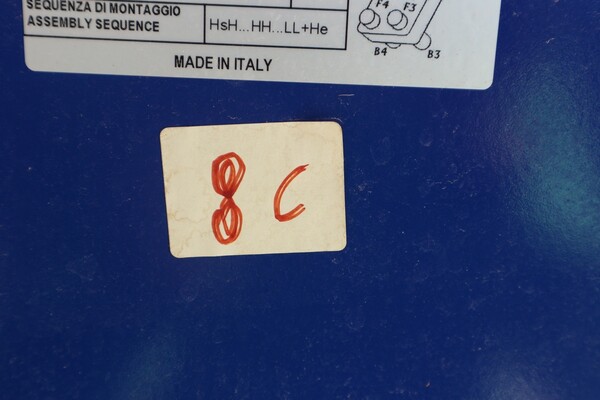 SEQUENZA DI MONTAGGIO
ASSEMBLY SEQUENCE
HsH...HH...LL+He
F4
F3
B4
B3
MADE IN ITALY
8 C